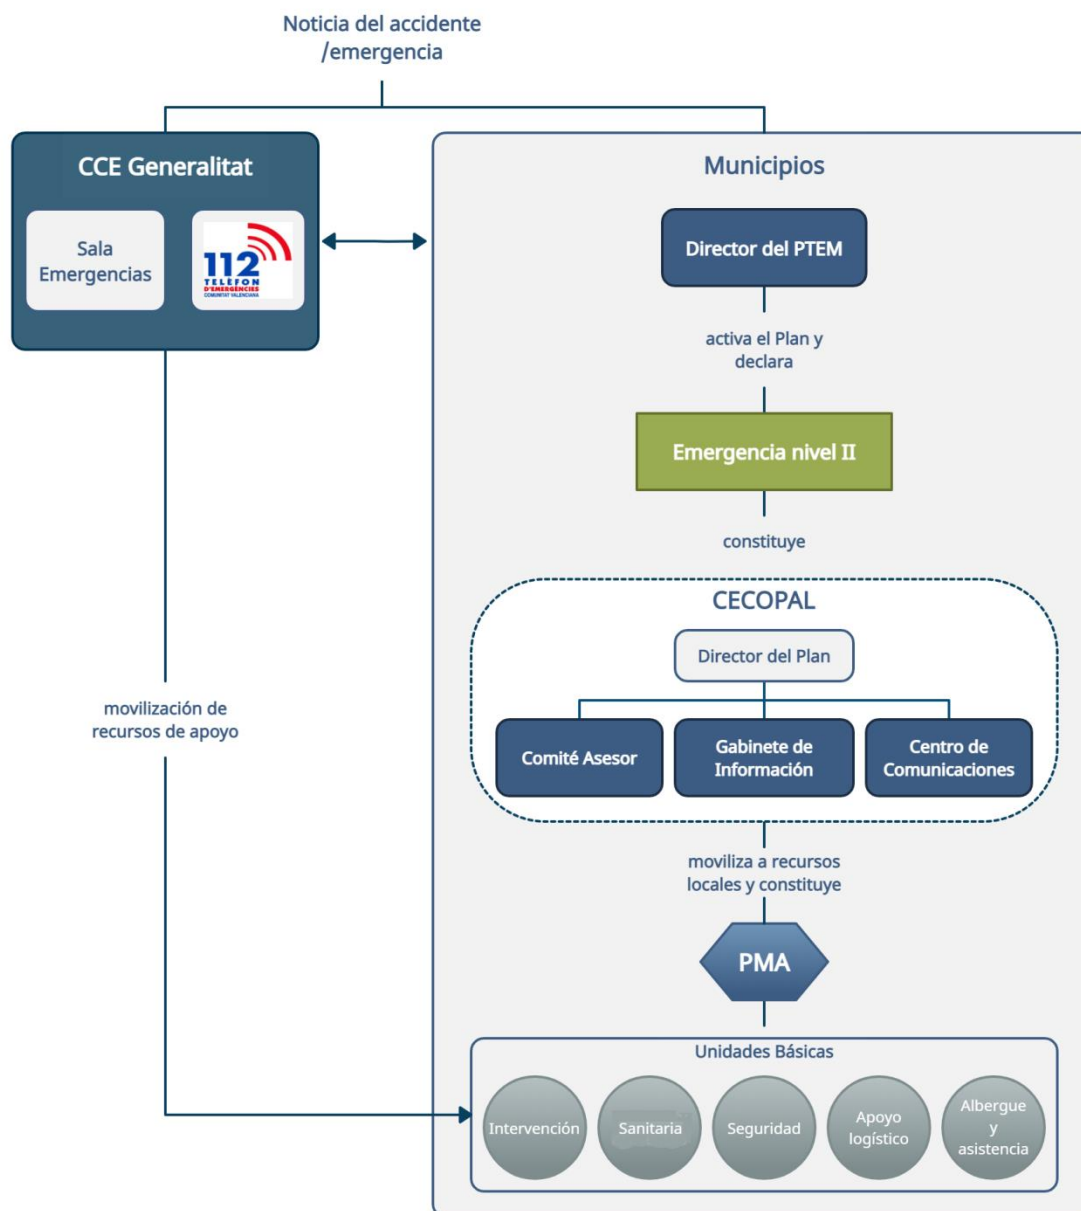 Noticia del accidente
/emergencia
CCE Generalitat
Sala
Emergencias
112
TELÈFON
D'EMERGÈNCIES
COMUNITAT VALENCIANA
Municipios
Director del PTEM
activa el Plan y
declara
Emergencia nivel II
constituye
CECOPAL
Director del Plan
Comité Asesor
Gabinete de
Información
Centro de
Comunicaciones
movilización de
recursos de apoyo
moviliza a recursos
locales y constituye
PMA
Unidades Básicas
Intervención
Sanitaria
Seguridad
Apoyo
logístico
Albergue
y
asistencia